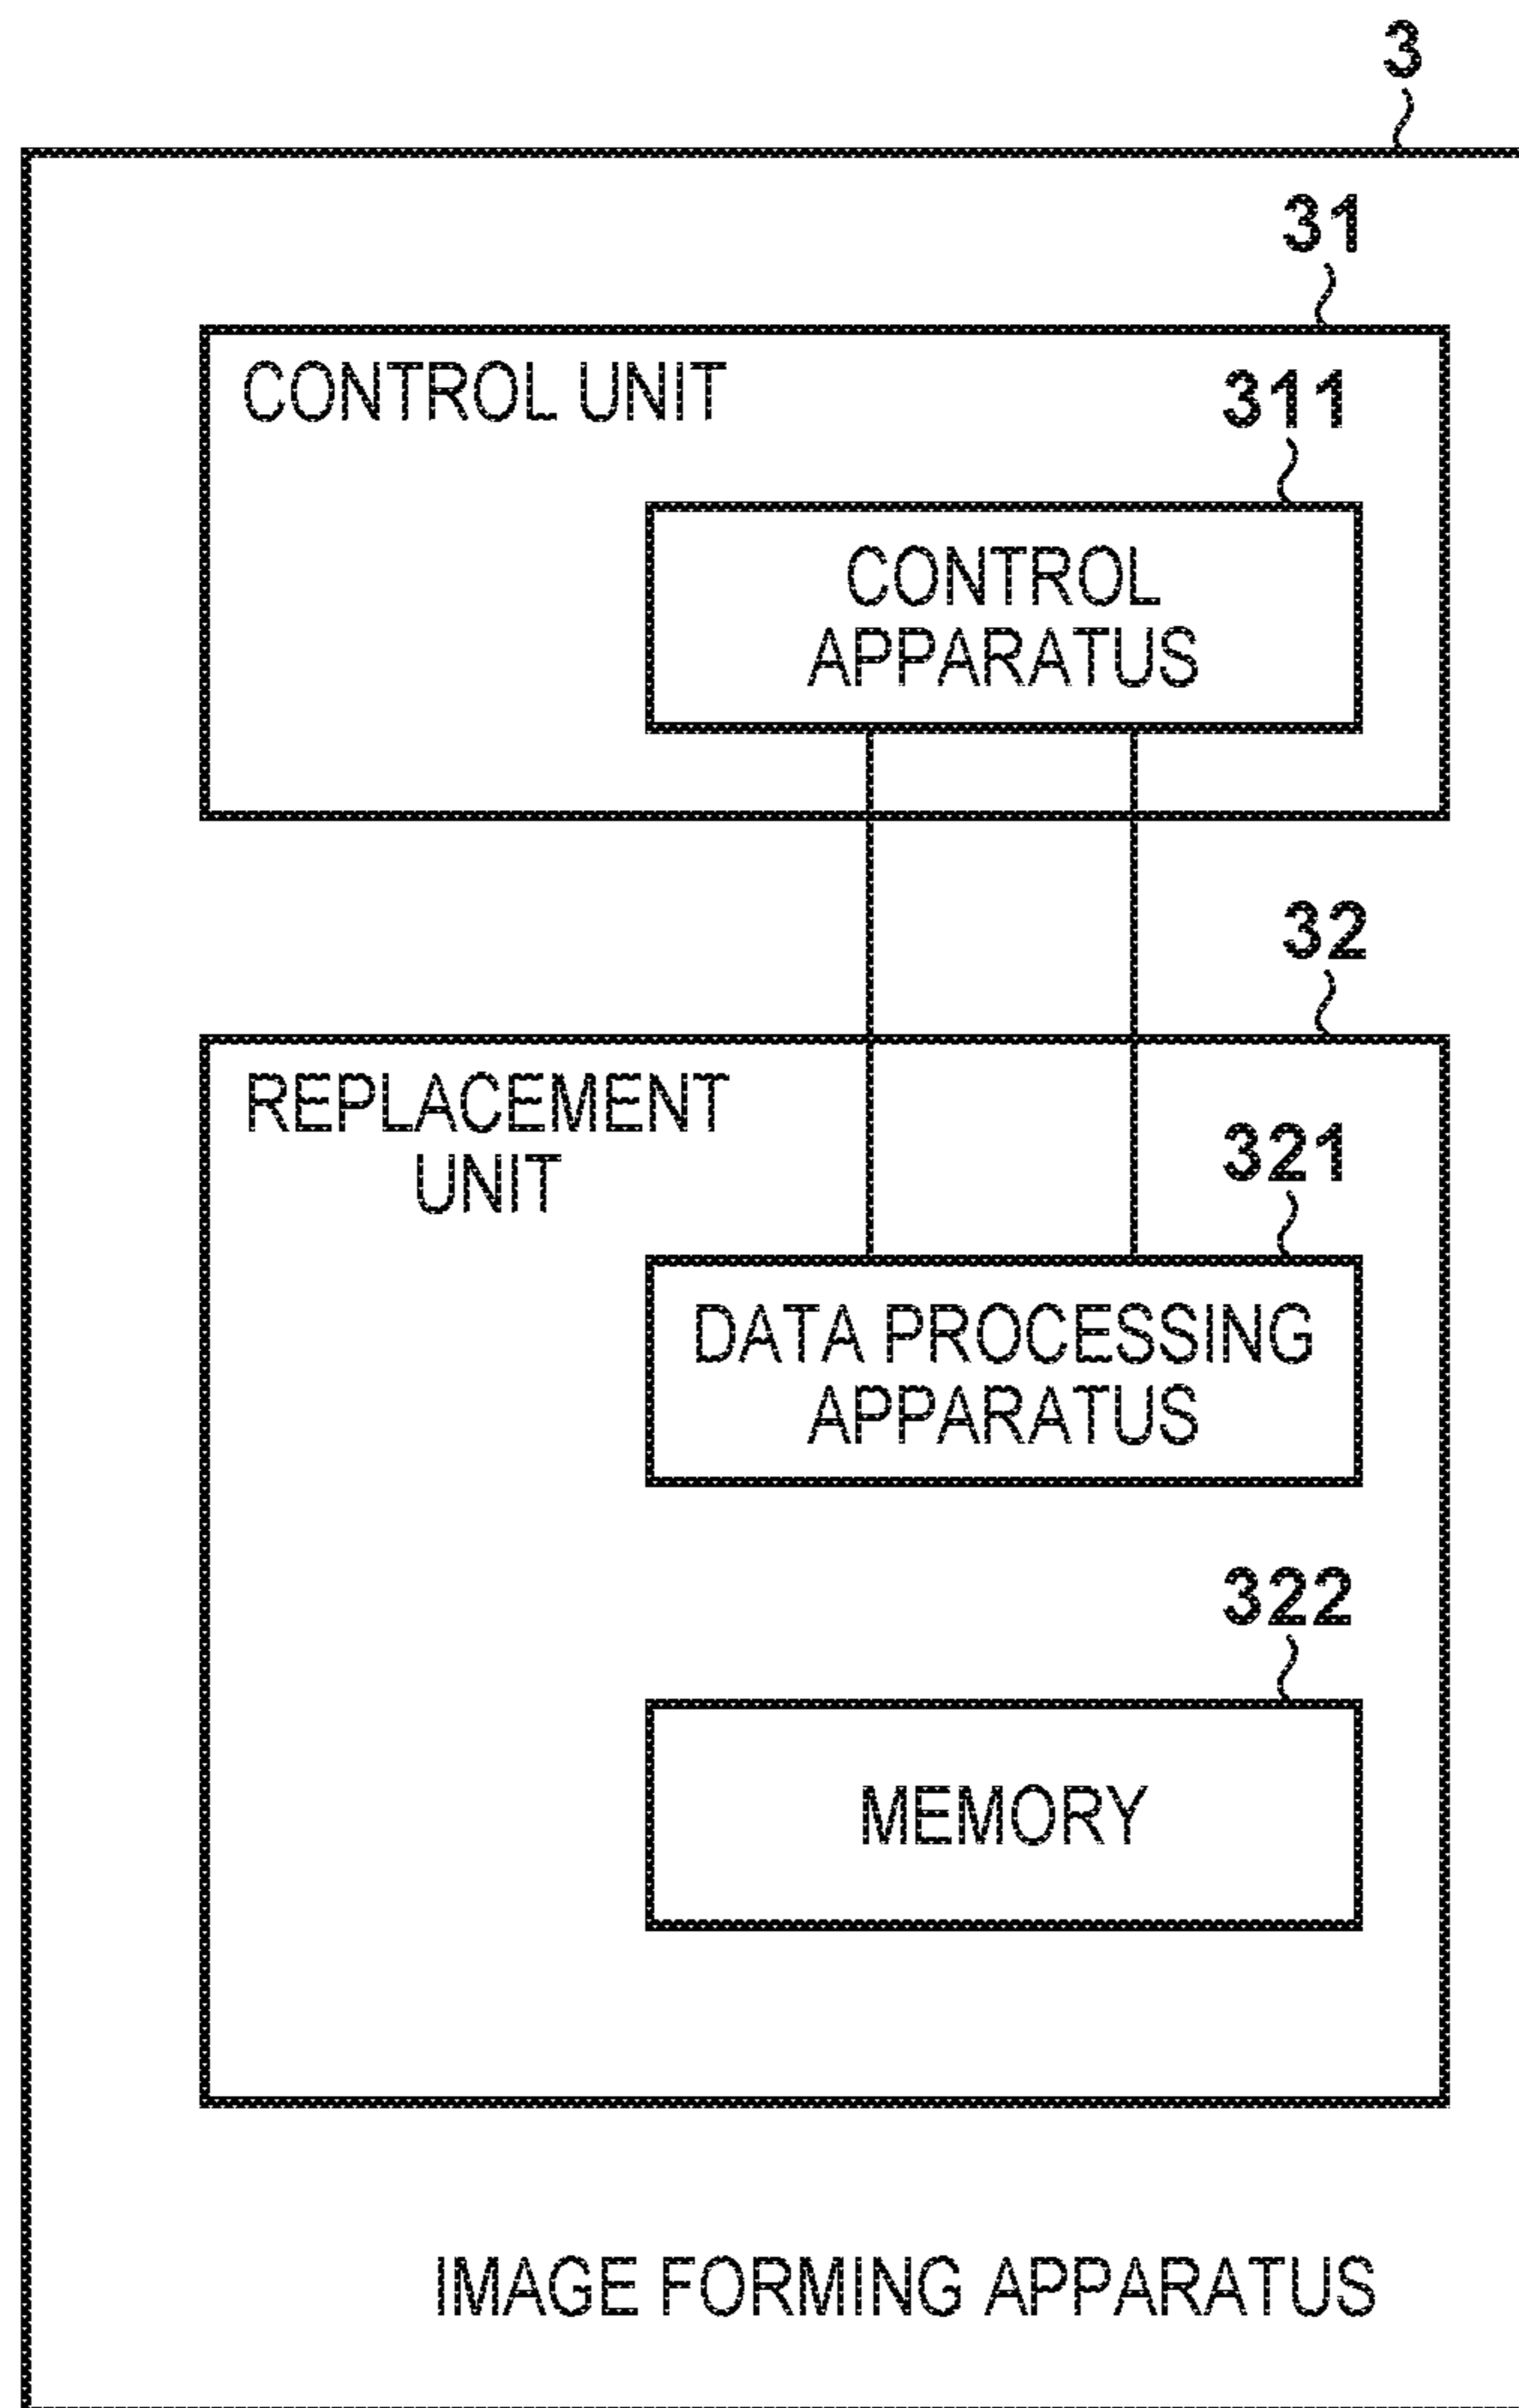 3
31
CONTROL UNIT
311
CONTROL
APPARATUS
32
REPLACEMENT
UNIT
321
DATA PROCESSING
APPARATUS
322
MEMORY
IMAGE FORMING APPARATUS